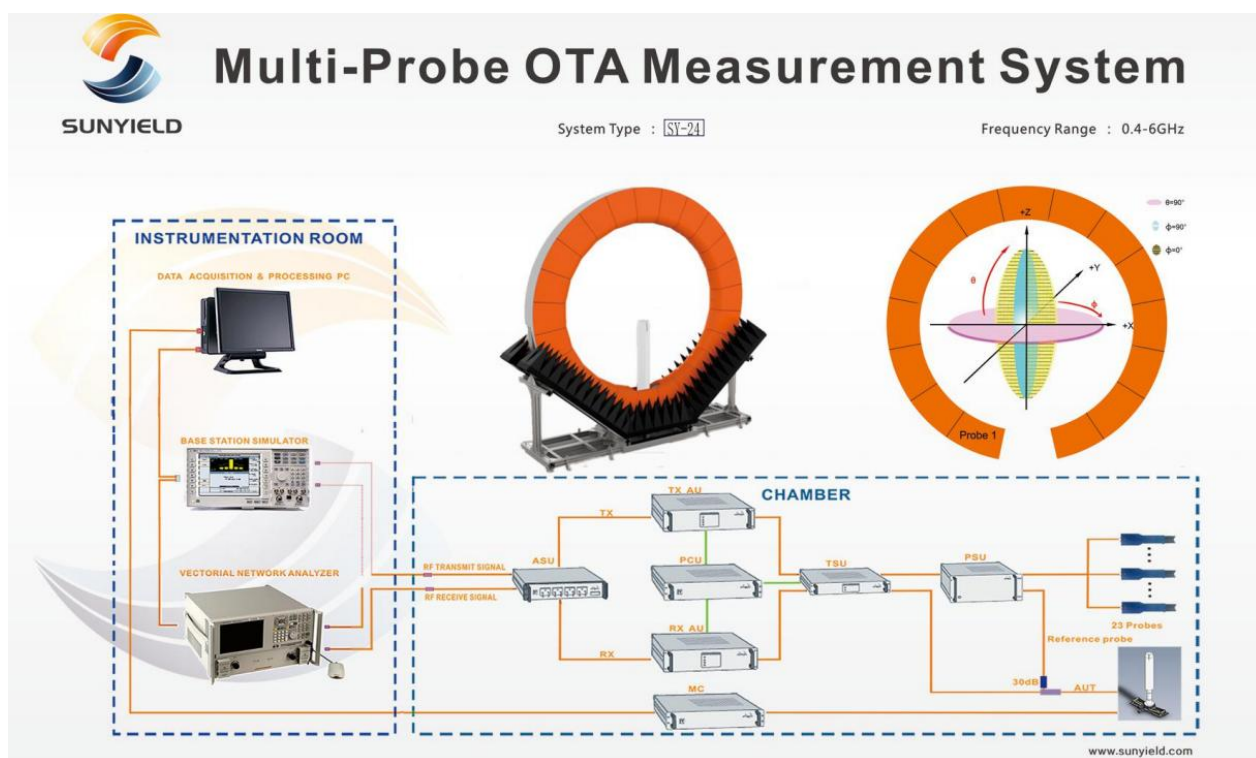 Multi-Probe OTA Measurement System
SUNYIELD
System Type : SY-24
Frequency Range : 0.4-6GHz
INSTRUMENTATION ROOM
DATA ACQUISITION & PROCESSING PC
BASE STATION SIMULATOR
VECTORIAL NETWORK ANALYZER
+Z
+Y
+X
θ
ϕ
θ=90°
ϕ=90°
ϕ=0°
Probe 1
CHAMBER
RF TRANSMIT SIGNAL
RF RECEIVE SIGNAL
ASU
TX
RX
TX AU
PCU
RX AU
MC
TSU
PSU
23 Probes
Reference probe
30dB
AUT
www.sunyield.com